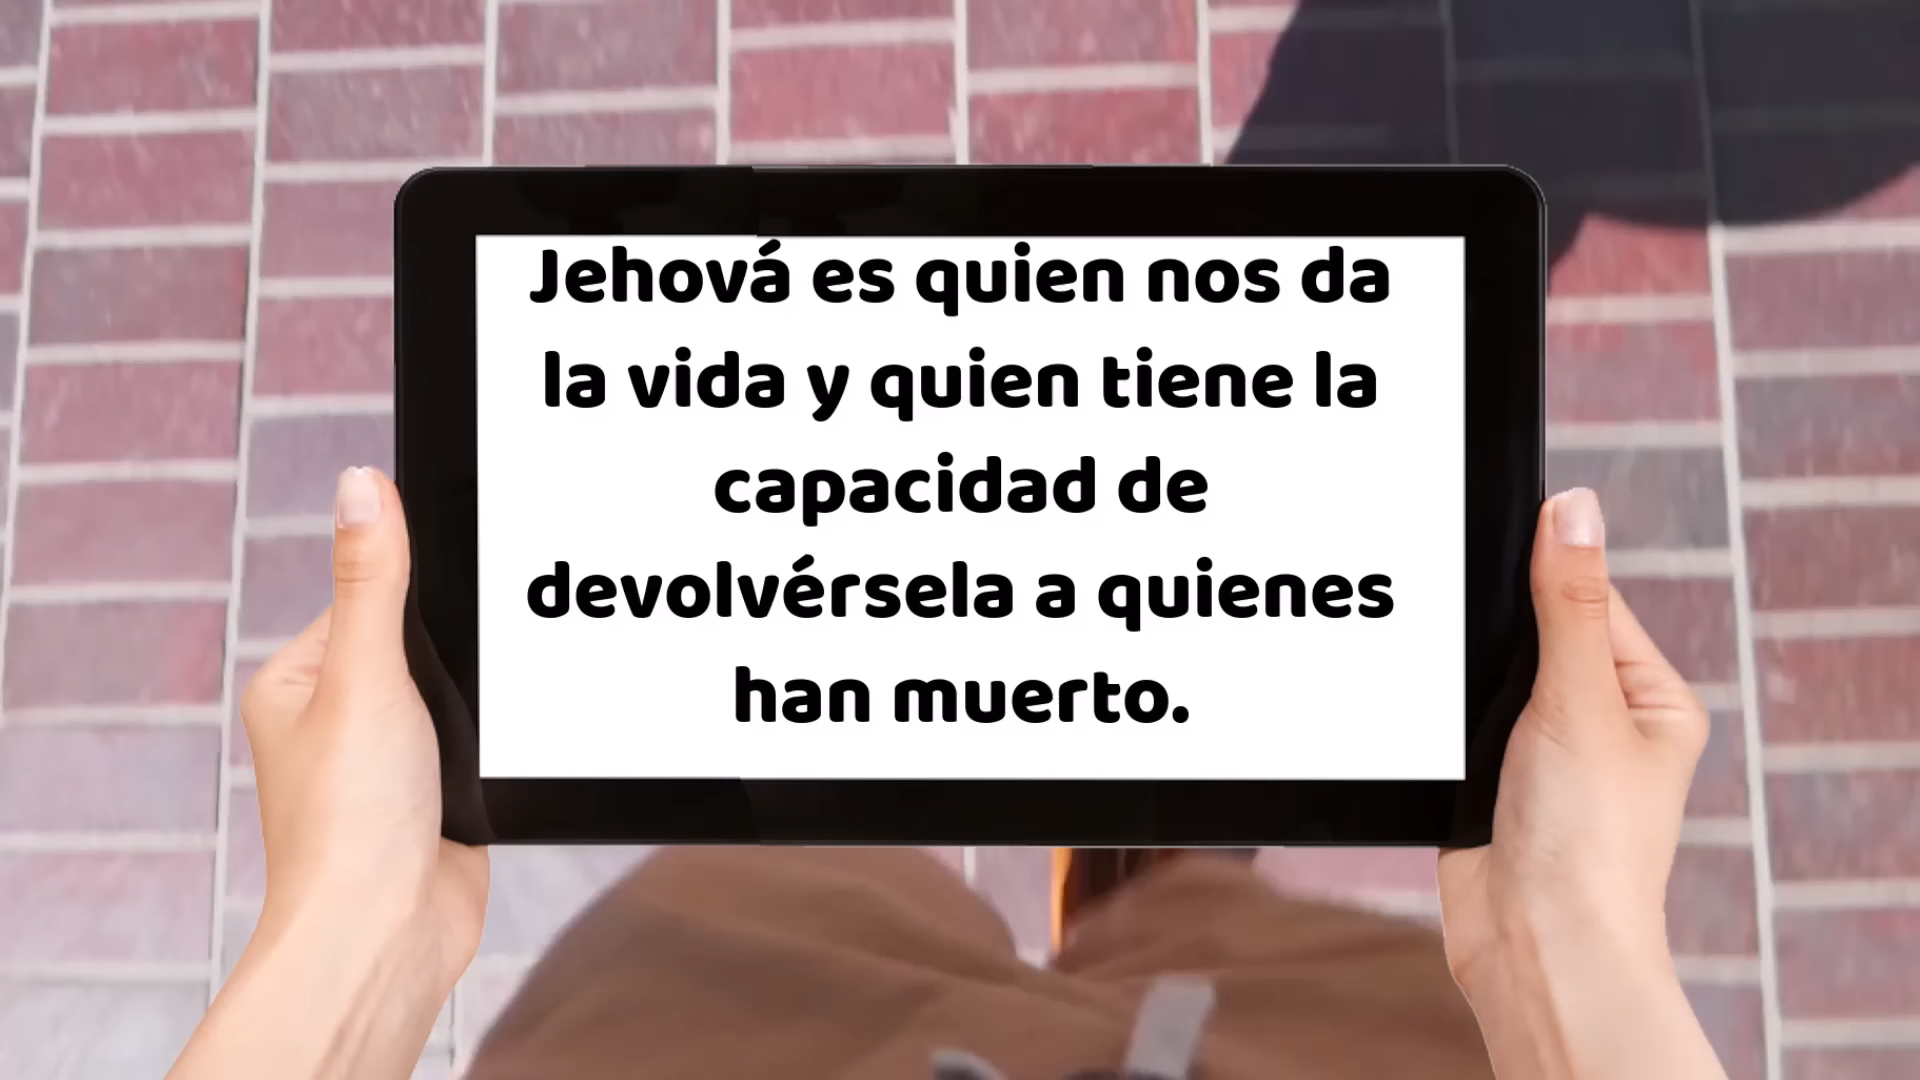 Jehová es quien nos da
la vida y quien tiene la
capacidad de
devolvérsela a quienes
han muerto.